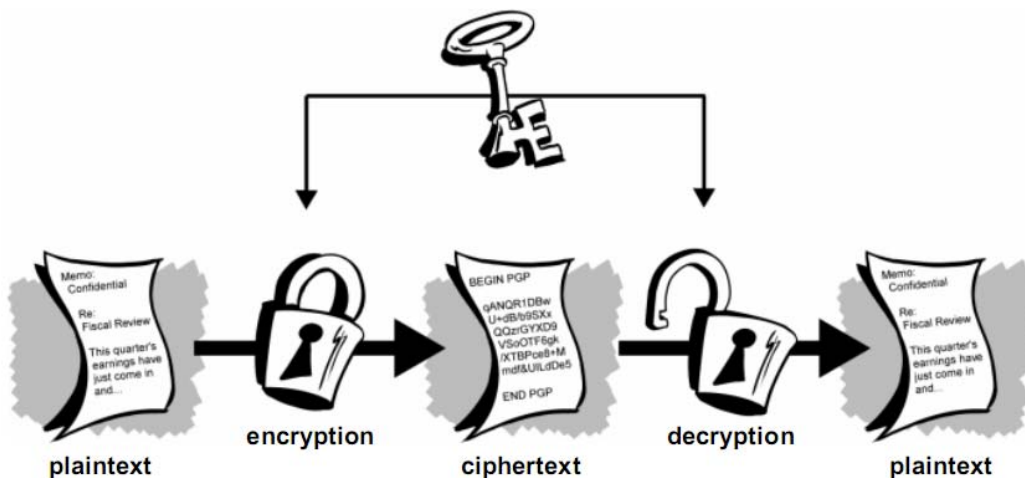 Memo:
Confidential
Re:
Fiscal Review
This quarter's
earnings have
just come in
and...
plaintext
encryption
BEGIN PGP
qANQR1DBw
U+dB/b9SXx
QQzrGYXD9
VSoOTF6gk
/XTBPce8+M
mdf&UlLdDe5
END PGP
ciphertext
decryption
Memo:
Confidential
Re:
Fiscal Review
This quarter's
earnings have
just come in
and...
plaintext